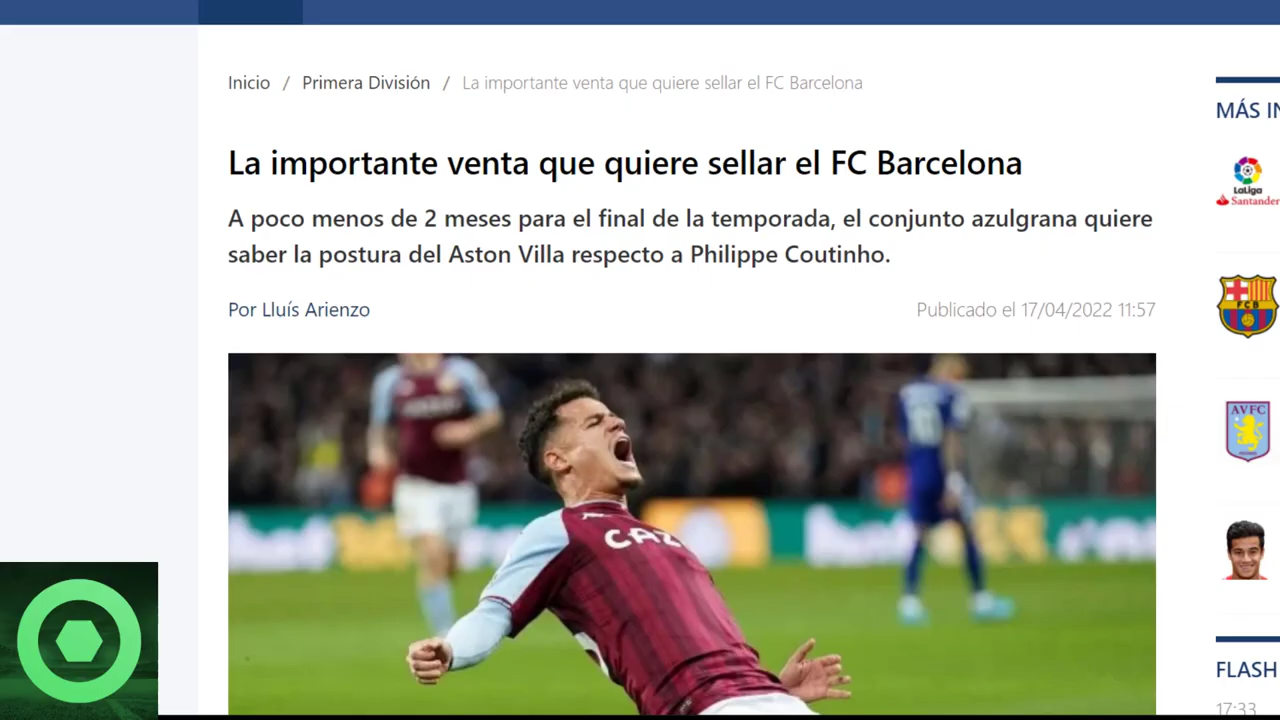 Inicio / Primera División / La importante venta que quiere sellar el FC Barcelona
MÁS
La importante venta que quiere sellar el FC Barcelona
A poco menos de 2 meses para el final de la temporada, el conjunto azulgrana quiere
saber la postura del Aston Villa respecto a Philippe Coutinho.
Por Lluís Arienzo
Publicado el 17/04/2022 11:57
LaLiga
Santander
FCB
AVFC
CAZ
FLASH
17:33